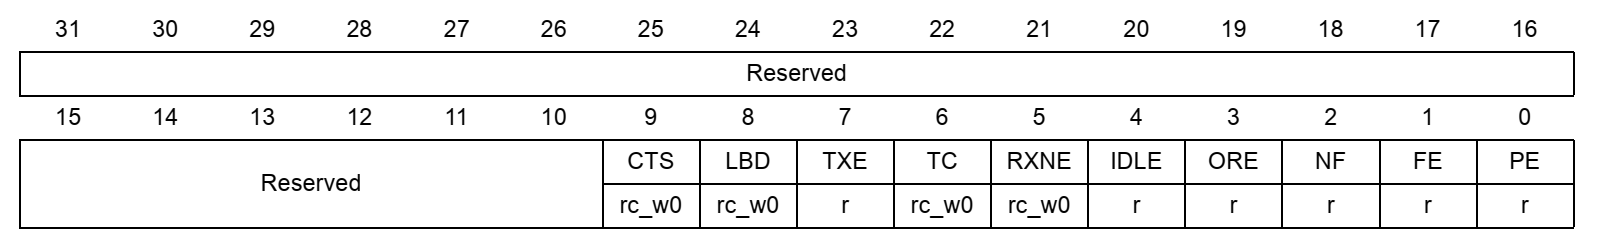 31 30 29 28 27 26 25 24 23 22 21 20 19 18 17 16
Reserved
15 14 13 12 11 10 9 8 7 6 5 4 3 2 1 0
Reserved CTS LBD TXE TC RXNE IDLE ORE NF FE PE
rc_w0 rc_w0 r rc_w0 rc_w0 r r r r r